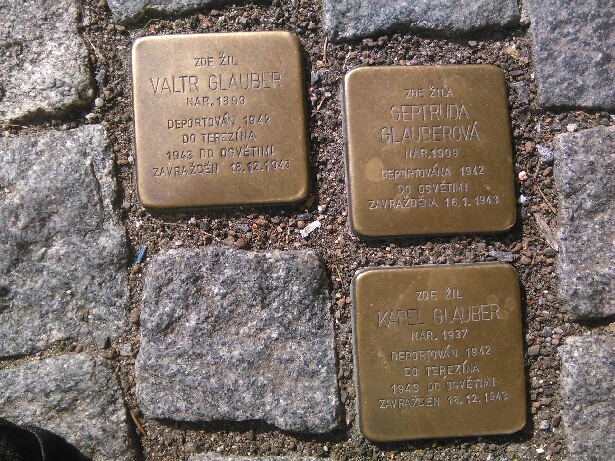 ZDE ŽIL
VALTR GLAUBER
NAR. 1899
DEPORTOVÁN 1942
DO TEREZÍNA
1943 DO OSVĚTIMI
ZAVRAŽDĚN 18.12.1943
ZDE ŽILA
GERTRUDA
GLAUBEROVÁ
NAR. 1909
DEPORTOVÁNA 1942
DO OSVĚTIMI
ZAVRAŽDĚNA 16.1.1943
ZDE ŽIL
KAREL GLAUBER
NAR. 1937
DEPORTOVÁN 1942
DO TEREZÍNA
1943 DO OSVĚTIMI
ZAVRAŽDĚN 18.12.1943